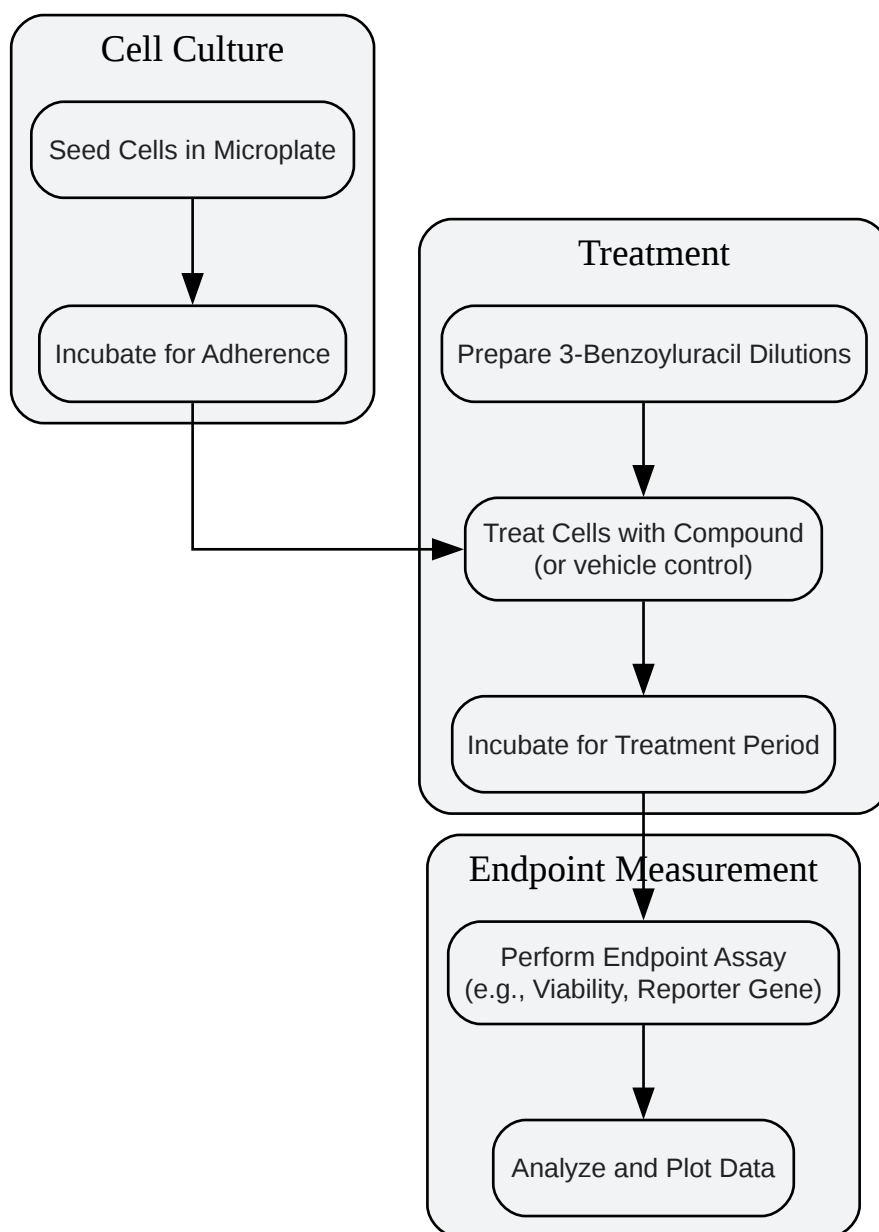 Cell Culture
Seed Cells in Microplate
Incubate for Adherence
Treatment
Prepare 3-Benzoyluracil Dilutions
Treat Cells with Compound
(or vehicle control)
Incubate for Treatment Period
Endpoint Measurement
Perform Endpoint Assay
(e.g., Viability, Reporter Gene)
Analyze and Plot Data